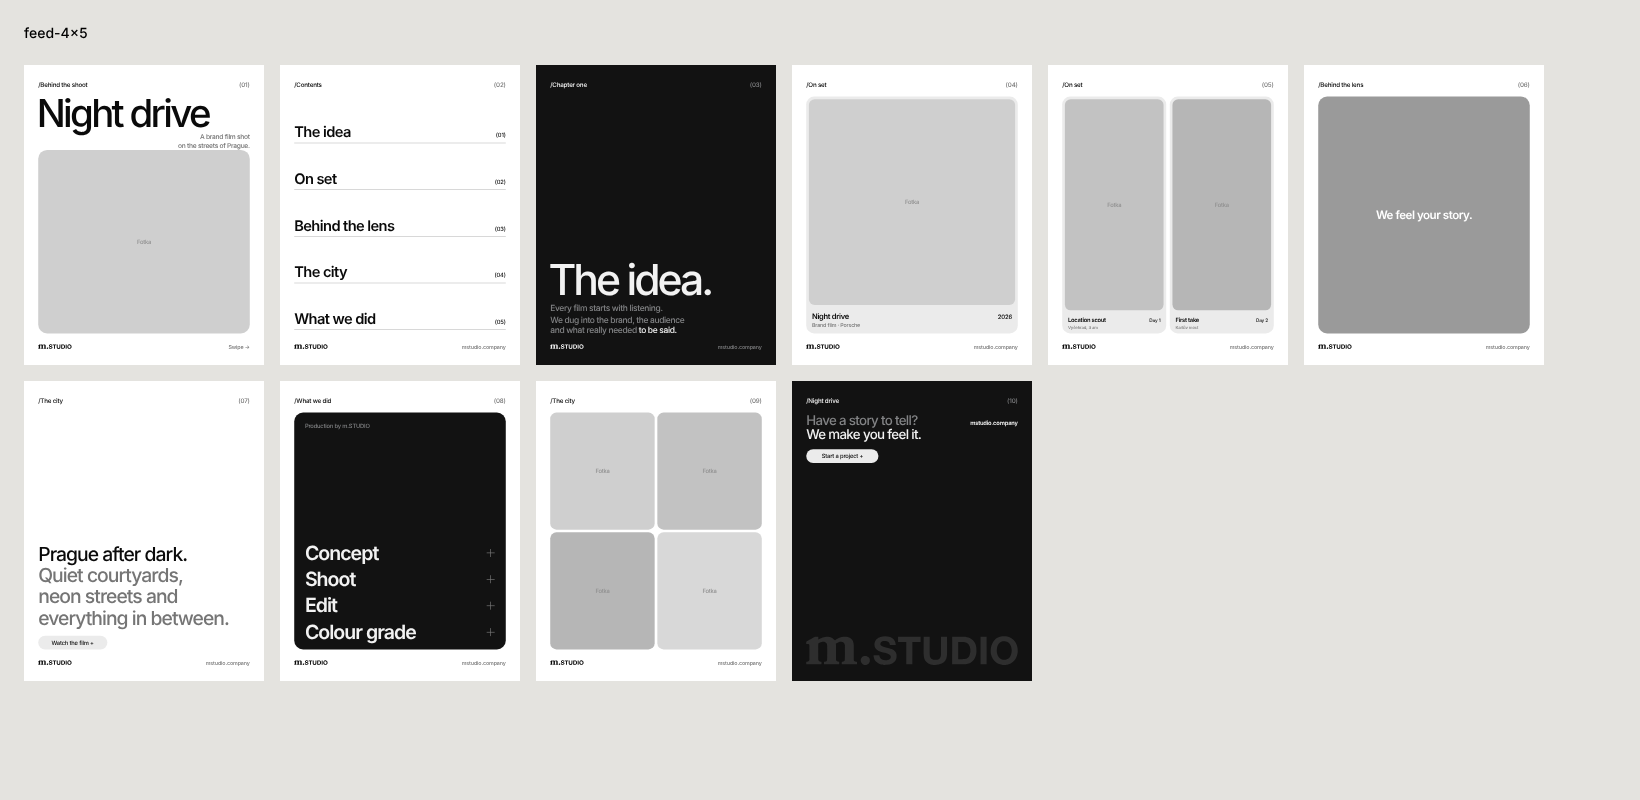 feed-4×5
/Behind the shoot
(01)
Night drive
A brand film shot
on the streets of Prague.
Fotka
m.STUDIO
Swipe →
/Contents
(02)
The idea
(01)
On set
(02)
Behind the lens
(03)
The city
(04)
What we did
(05)
m.STUDIO
mstudio.company
/Chapter one
(03)
The idea.
Every film starts with listening.
We dug into the brand, the audience
and what really needed to be said.
m.STUDIO
mstudio.company
/On set
(04)
Fotka
Night drive
2026
Brand film · Porsche
m.STUDIO
mstudio.company
/On set
(05)
Fotka
Fotka
Location scout
Day 1
Vyšehrad, 4 am
First take
Day 2
m.STUDIO
mstudio.company
/Behind the lens
(06)
We feel your story.
m.STUDIO
mstudio.company
/The city
(07)
Prague after dark.
Quiet courtyards,
neon streets and
everything in between.
Watch the film +
m.STUDIO
mstudio.company
/What we did
(08)
Production by m.STUDIO
Concept +
Shoot +
Edit +
Colour grade +
m.STUDIO
mstudio.company
/The city
(09)
Fotka
Fotka
Fotka
Fotka
m.STUDIO
mstudio.company
/Night drive
(10)
Have a story to tell?
We make you feel it.
mstudio.company
Start a project +
m.STUDIO